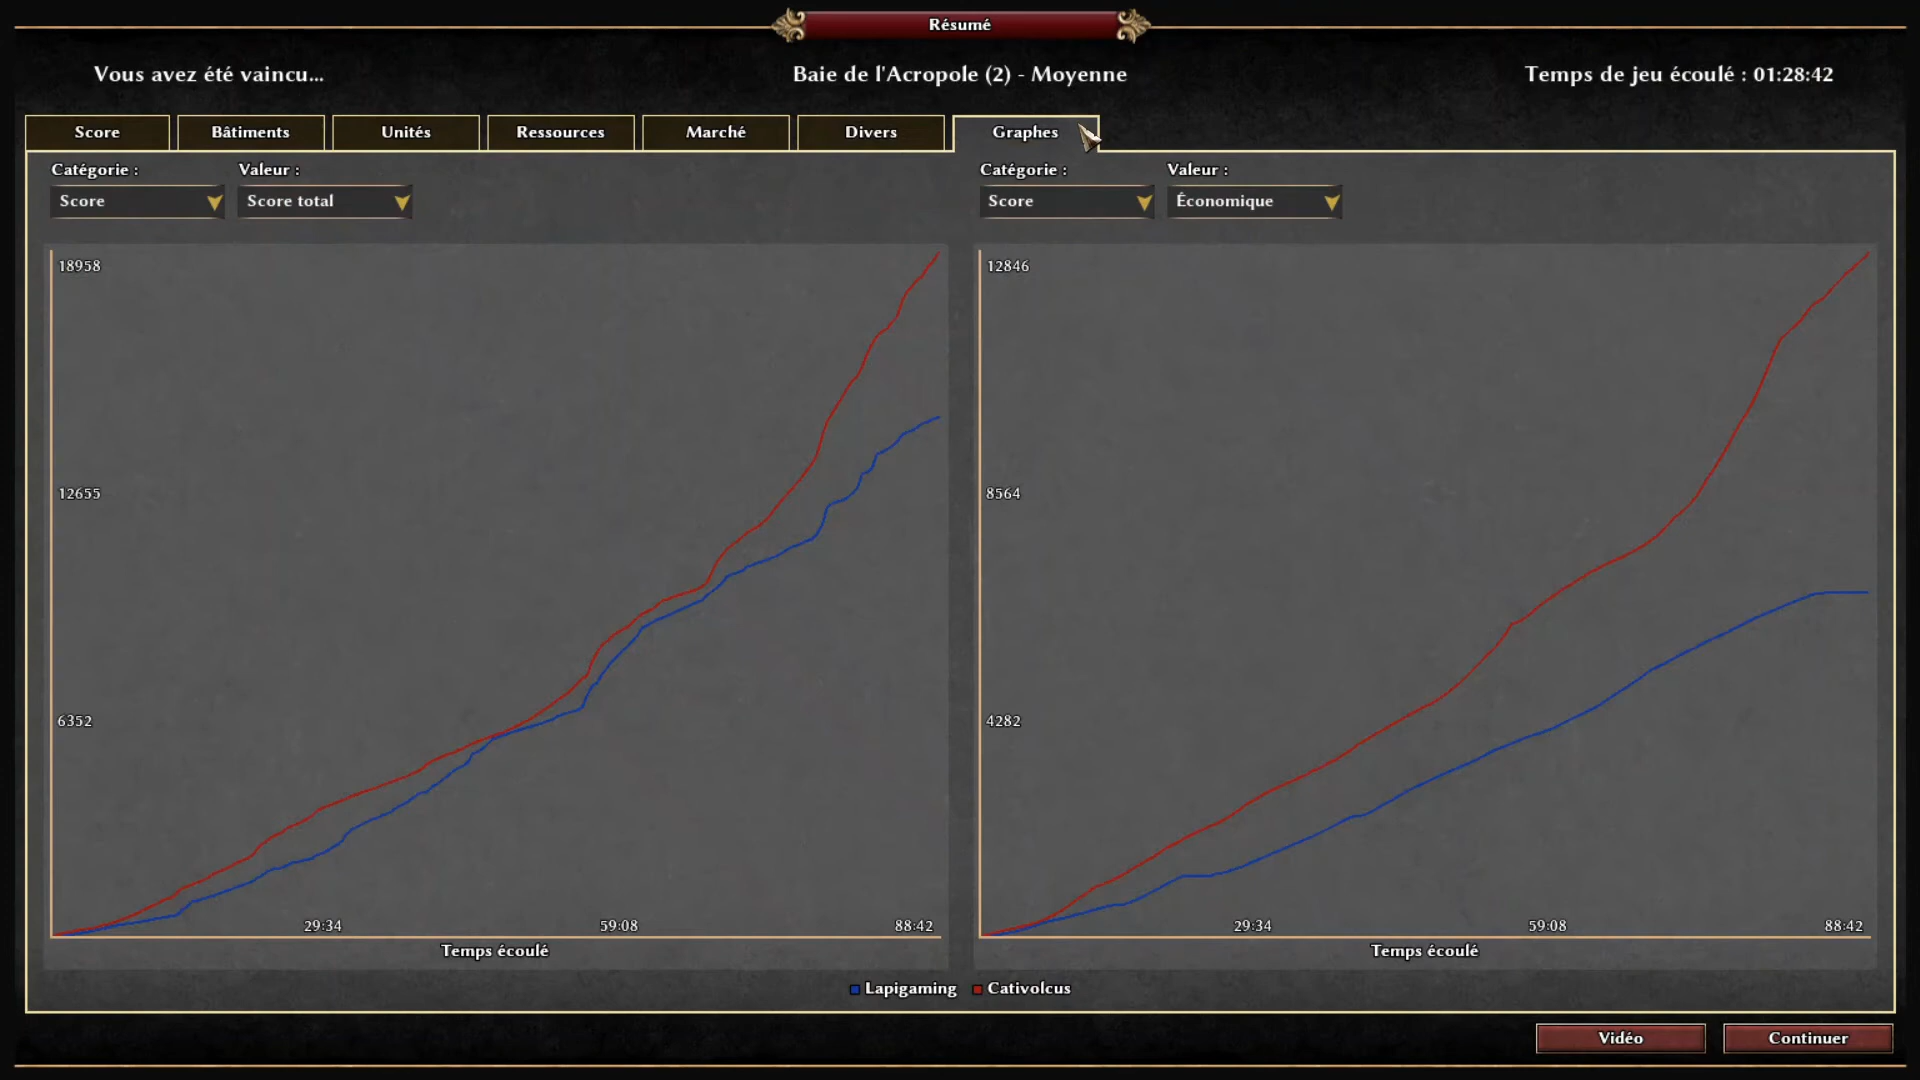 Résumé
Vous avez été vaincu...
Baie de l'Acropole (2) - Moyenne
Temps de jeu écoulé : 01:28:42
Score
Bâtiments
Unités
Ressources
Marché
Divers
Graphes
Catégorie :
Valeur :
Score
Score total
Catégorie :
Valeur :
Score
Économique
18958
12655
6352
29:34
59:08
88:42
Temps écoulé
12846
8564
4282
29:34
59:08
88:42
Temps écoulé
Lapigaming
Cativolcus
Vidéo
Continuer